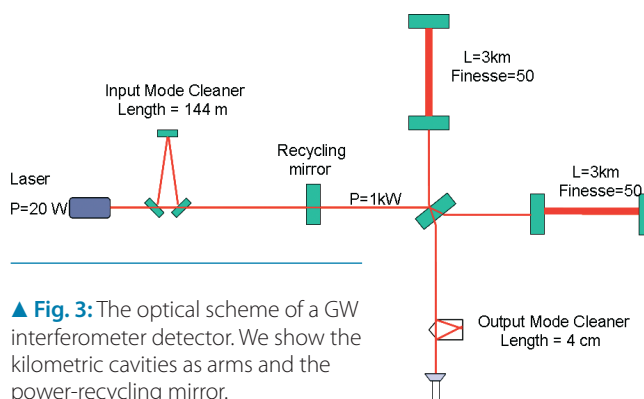 L=3km
Finesse=50
Input Mode Cleaner
Length = 144 m
Recycling
mirror
Laser
P=20 W
P=1kW
L=3km
Finesse=50
▲ Fig. 3: The optical scheme of a GW
interferometer detector. We show the
kilometric cavities as arms and the
power-recycling mirror.
Output Mode Cleaner
Length = 4 cm